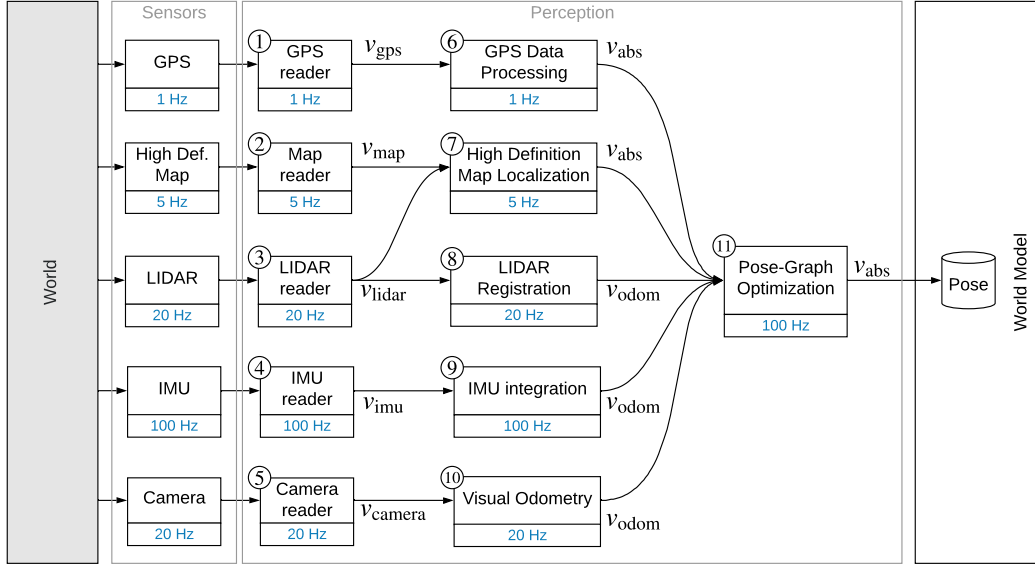 Sensors
Perception
World
GPS
1 Hz
1
GPS
reader
1 Hz
v_gps
6
GPS Data
Processing
1 Hz
v_abs
High Def.
Map
5 Hz
2
Map
reader
5 Hz
v_map
7
High Definition
Map Localization
5 Hz
v_abs
LIDAR
20 Hz
3
LIDAR
reader
20 Hz
v_lidar
8
LIDAR
Registration
20 Hz
v_odom
IMU
100 Hz
4
IMU
reader
100 Hz
v_imu
9
IMU integration
100 Hz
v_odom
Camera
20 Hz
5
Camera
reader
20 Hz
v_camera
10
Visual Odometry
20 Hz
v_odom
11
Pose-Graph
Optimization
100 Hz
v_abs
Pose
World Model